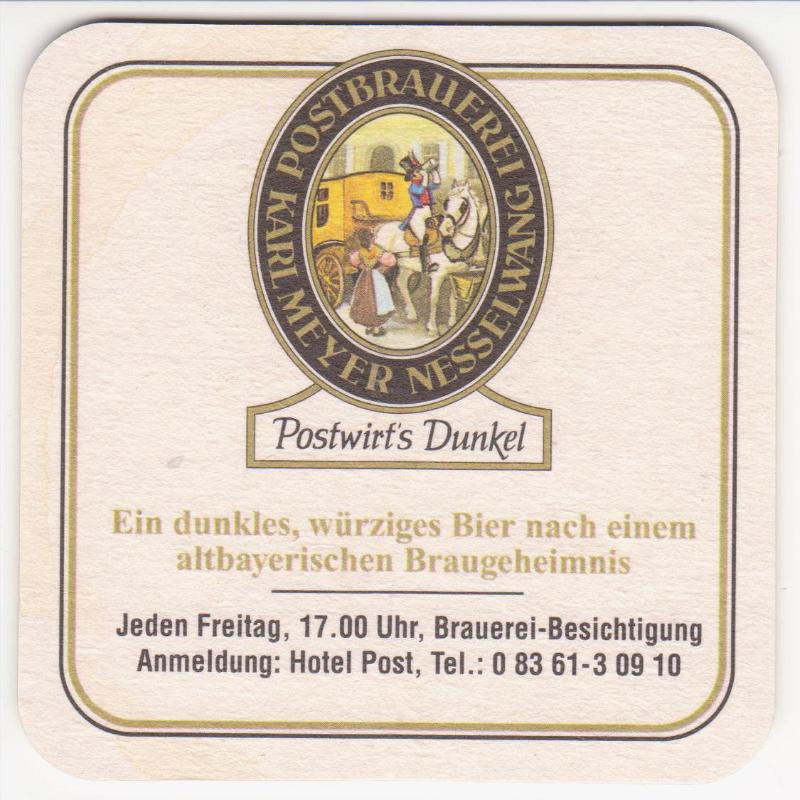 POSTBRAUEREI
KARL MEYER NESSELWANG
Postwirt's Dunkel
Ein dunkles, würziges Bier nach einem
altbayerischen Braugeheimnis
Jeden Freitag, 17.00 Uhr, Brauerei-Besichtigung
Anmeldung: Hotel Post, Tel.: 0 83 61-3 09 10